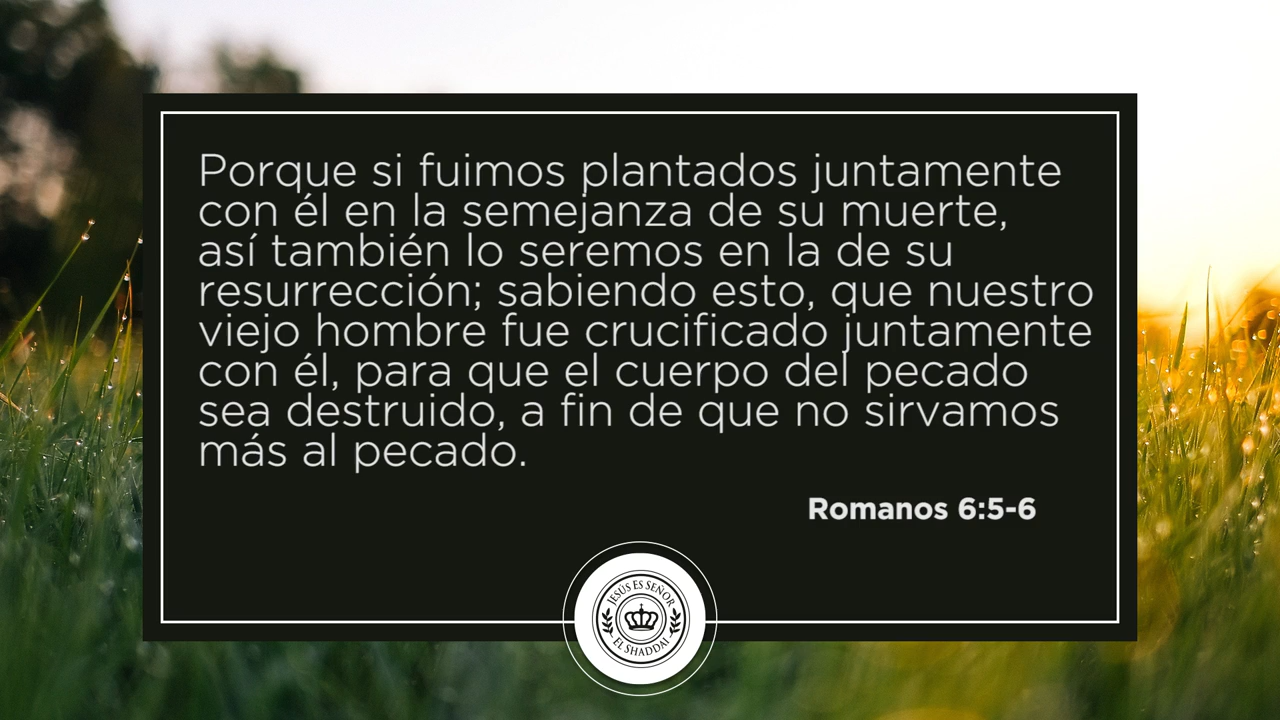 Porque si fuimos plantados juntamente
con él en la semejanza de su muerte,
así también lo seremos en la de su
resurrección; sabiendo esto, que nuestro
viejo hombre fue crucificado juntamente
con él, para que el cuerpo del pecado
sea destruido, a fin de que no sirvamos
más al pecado.
Romanos 6:5-6
JESÚS ES SEÑOR
EL SHADDAI